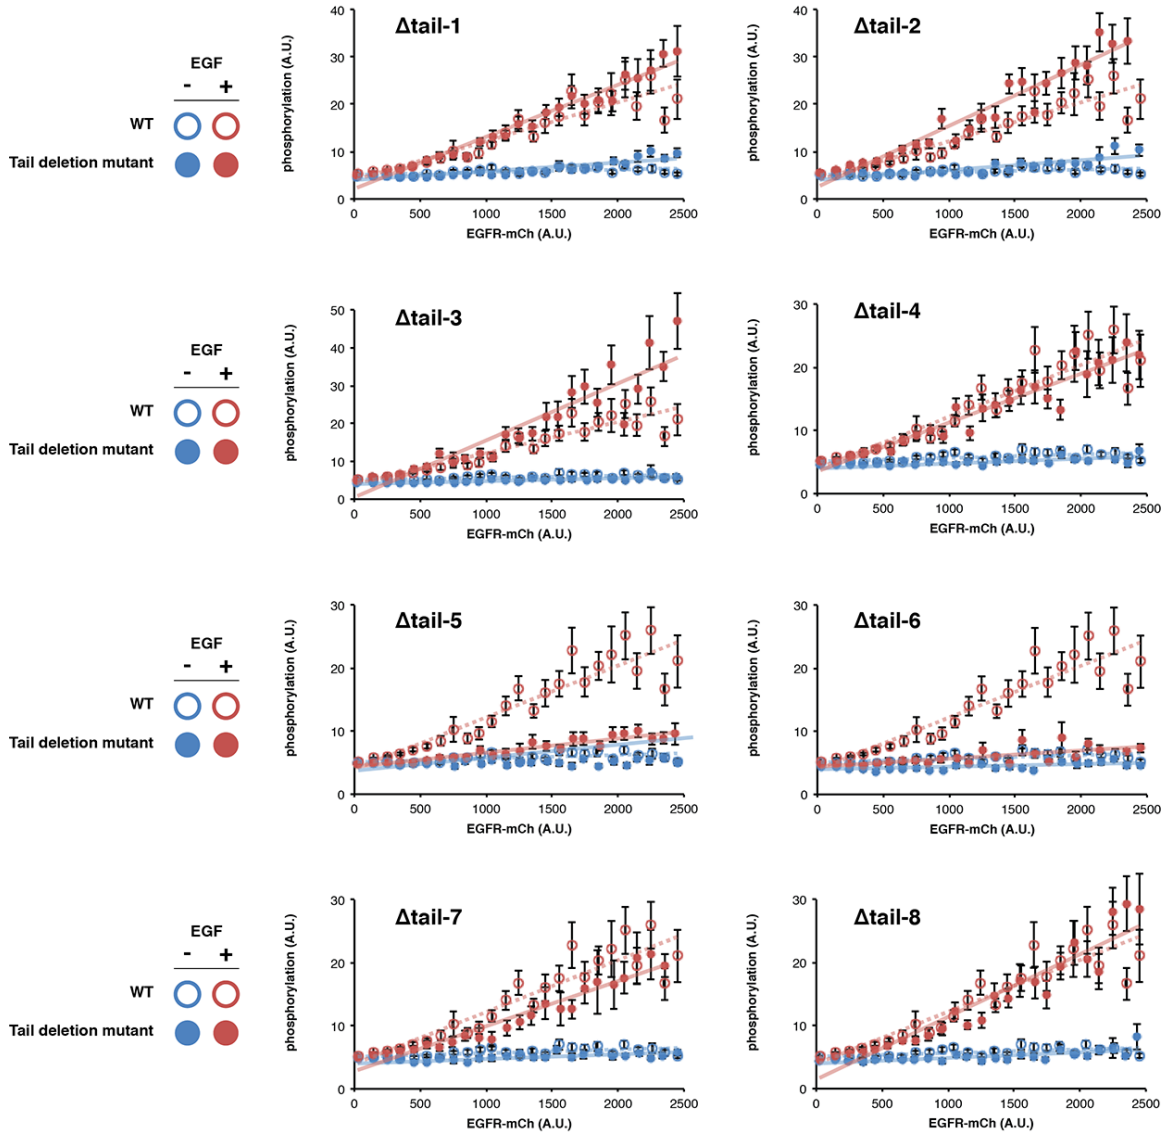 EGF
- +
WT
Tail deletion mutant
Δtail-1
phosphorylation (A.U.)
40
30
20
10
0
0 500 1000 1500 2000 2500
EGFR-mCh (A.U.)
Δtail-2
phosphorylation (A.U.)
40
30
20
10
0
0 500 1000 1500 2000 2500
EGFR-mCh (A.U.)
EGF
- +
WT
Tail deletion mutant
Δtail-3
phosphorylation (A.U.)
50
40
30
20
10
0
0 500 1000 1500 2000 2500
EGFR-mCh (A.U.)
Δtail-4
phosphorylation (A.U.)
30
20
10
0
0 500 1000 1500 2000 2500
EGFR-mCh (A.U.)
EGF
- +
WT
Tail deletion mutant
Δtail-5
phosphorylation (A.U.)
30
20
10
0
0 500 1000 1500 2000 2500
EGFR-mCh (A.U.)
Δtail-6
phosphorylation (A.U.)
30
20
10
0
0 500 1000 1500 2000 2500
EGFR-mCh (A.U.)
EGF
- +
WT
Tail deletion mutant
Δtail-7
phosphorylation (A.U.)
30
20
10
0
0 500 1000 1500 2000 2500
EGFR-mCh (A.U.)
Δtail-8
phosphorylation (A.U.)
30
20
10
0
0 500 1000 1500 2000 2500
EGFR-mCh (A.U.)